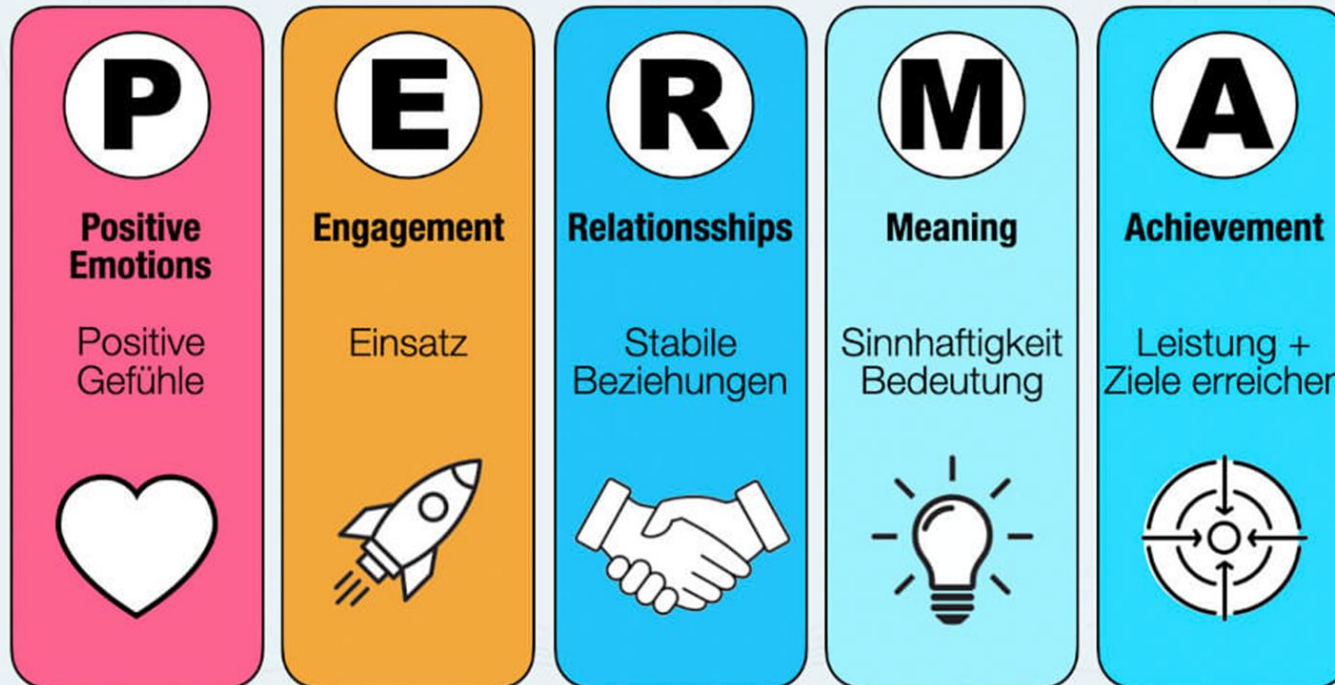 P
Positive
Emotions
Positive
Gefühle
E
Engagement
Einsatz
R
Relationsships
Stabile
Beziehungen
M
Meaning
Sinnhaftigkeit
Bedeutung
A
Achievement
Leistung +
Ziele erreichen